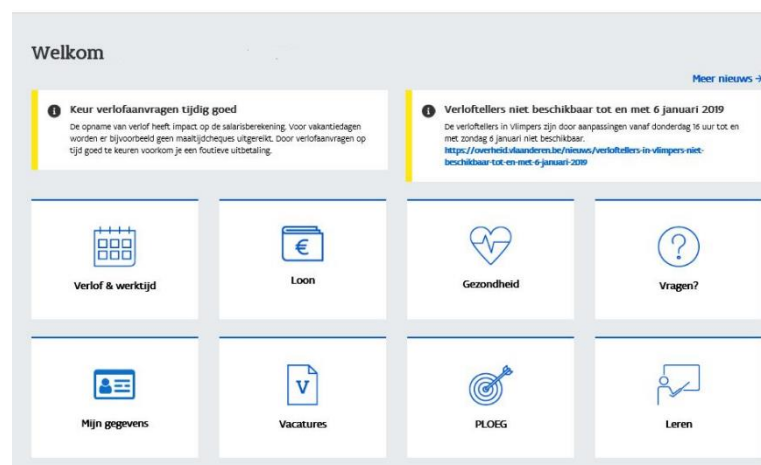 Welkom
Meer nieuws →
Keur verlofaanvragen tijdig goed
De opname van verlof heeft impact op de salarisberekening. Voor vakantiedagen
worden er bijvoorbeeld geen maaltijdcheques uitgereikt. Door verlofaanvragen op
tijd goed te keuren voorkom je een foutieve uitbetaling.
Verloftellers niet beschikbaar tot en met 6 januari 2019
De verloftellers in Vlimpers zijn door aanpassingen vanaf donderdag 16 uur tot en
met zondag 6 januari niet beschikbaar.
https://overheid.vlaanderen.be/nieuws/verloftellers-in-vlimpers-niet-
beschikbaar-tot-en-met-6-januari-2019
Verlof & werktijd
€
Loon
Gezondheid
?
Vragen?
Mijn gegevens
V
Vacatures
PLOEG
Leren